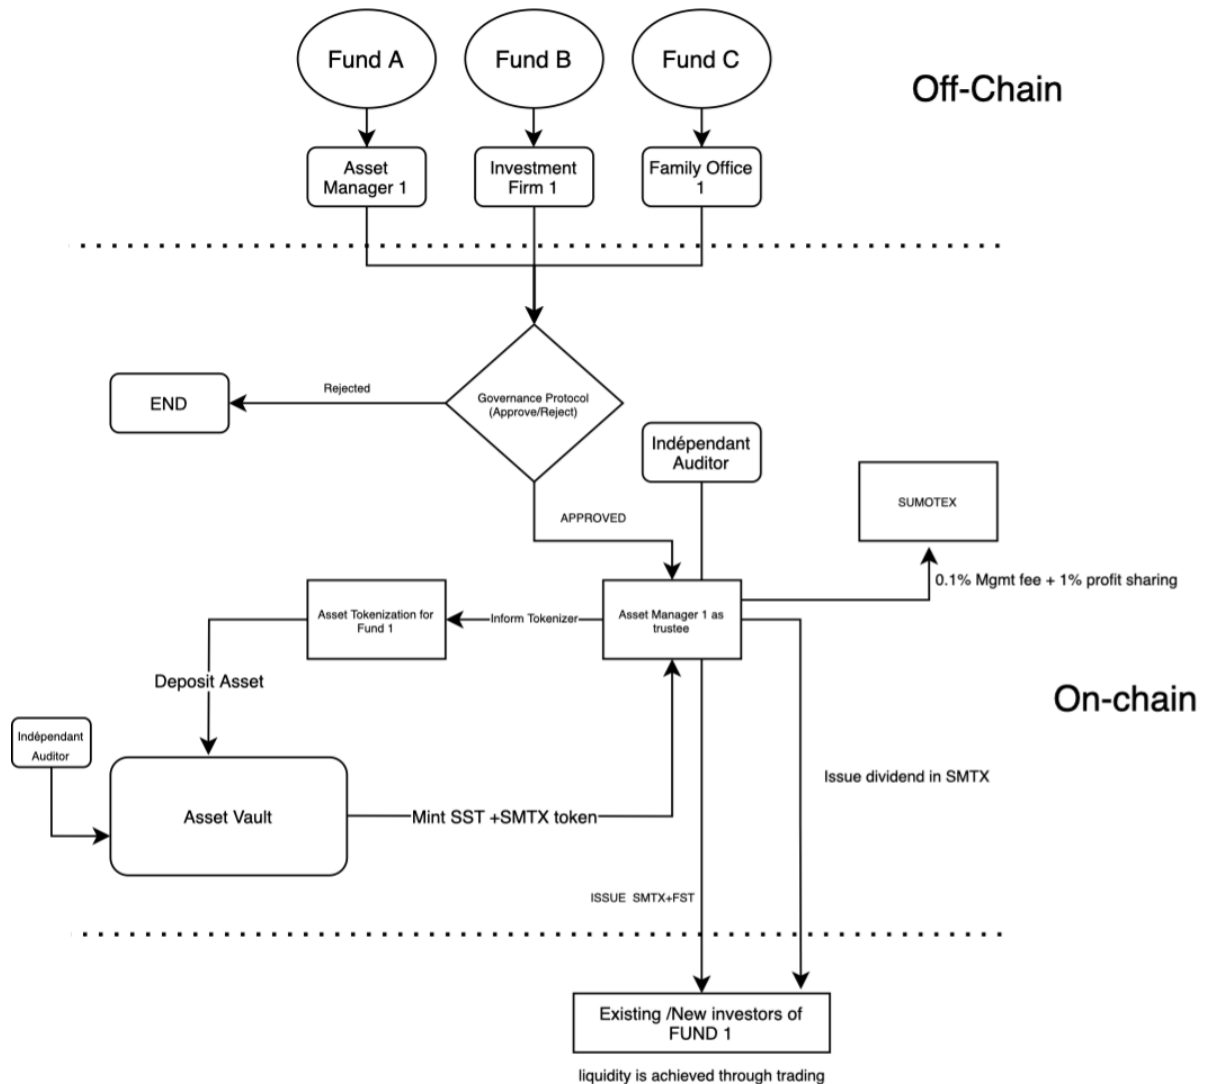 Fund A
Fund B
Fund C
Off-Chain
Asset
Manager 1
Investment
Firm 1
Family Office
1
Rejected
END
Governance Protocol
(Approve/Reject)
Indépendant
Auditor
SUMOTEX
APPROVED
0.1% Mgmt fee + 1% profit sharing
Asset Tokenization for
Fund 1
Inform Tokenizer
Asset Manager 1 as
trustee
Deposit Asset
On-chain
Indépendant
Auditor
Asset Vault
Mint SST +SMTX token
Issue dividend in SMTX
ISSUE SMTX+FST
Existing /New investors of
FUND 1
liquidity is achieved through trading